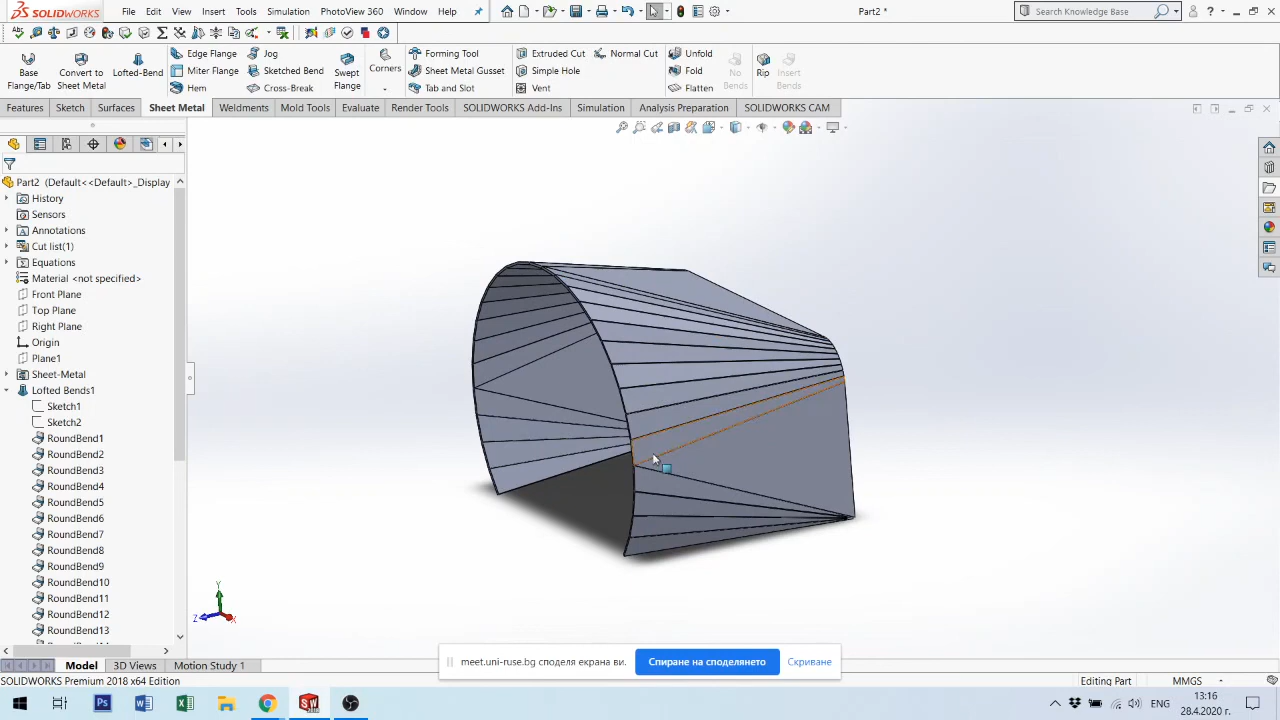 SOLIDWORKS File Edit View Insert Tools Simulation PhotoView 360 Window Help Part2 * Search Knowledge Base
Base Flange/Tab
Convert to Sheet Metal
Lofted-Bend
Edge Flange
Miter Flange
Hem
Jog
Sketched Bend
Cross-Break
Swept Flange
Corners
Forming Tool
Sheet Metal Gusset
Tab and Slot
Extruded Cut
Simple Hole
Vent
Normal Cut
Unfold
Fold
Flatten
No Bends
Rip
Insert Bends
Features Sketch Surfaces Sheet Metal Weldments Mold Tools Evaluate Render Tools SOLIDWORKS Add-Ins Simulation Analysis Preparation SOLIDWORKS CAM
Part2 (Default<<Default>_Display
History
Sensors
Annotations
Cut list(1)
Equations
Material <not specified>
Front Plane
Top Plane
Right Plane
Origin
Plane1
Sheet-Metal
Lofted Bends1
Sketch1
Sketch2
RoundBend1
RoundBend2
RoundBend3
RoundBend4
RoundBend5
RoundBend6
RoundBend7
RoundBend8
RoundBend9
RoundBend10
RoundBend11
RoundBend12
RoundBend13
Y
Z
X
meet.uni-ruse.bg споделя екрана ви. Спиране на споделянето Скриване
Model 3D Views Motion Study 1
SOLIDWORKS Premium 2018 x64 Edition Editing Part MMGS
ENG 13:16
28.4.2020 г.